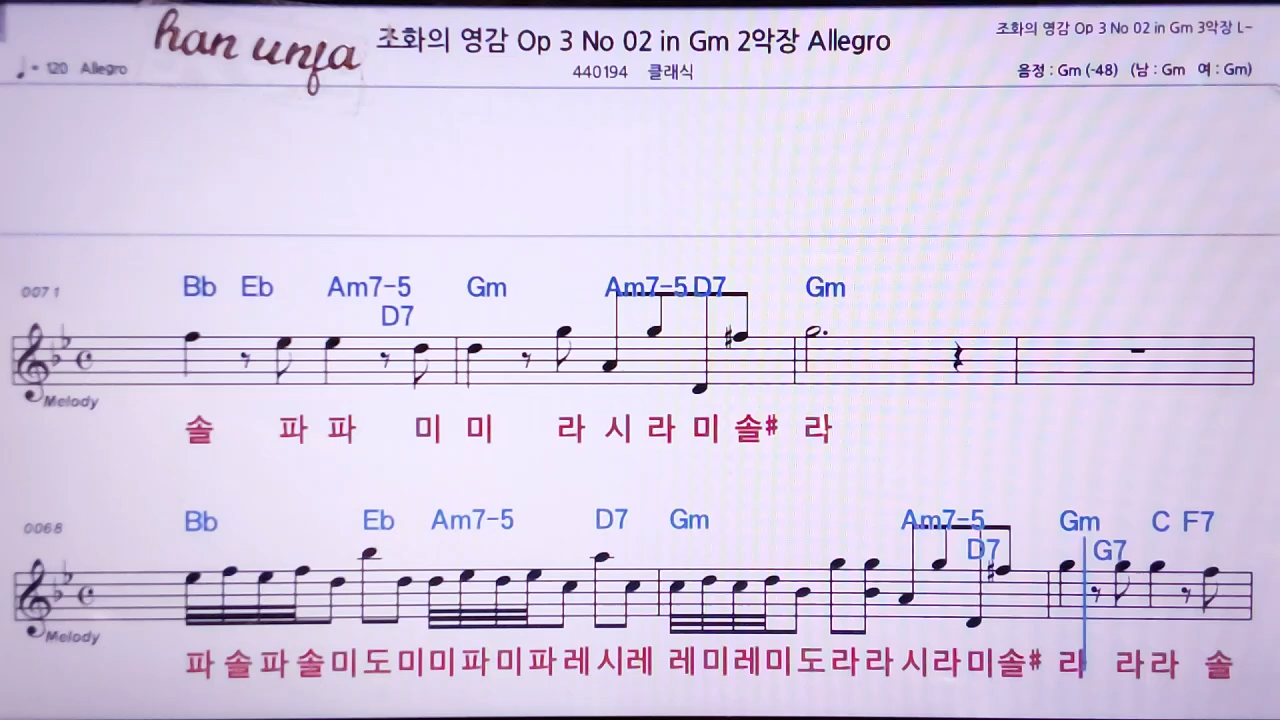 han unfa
조화의 영감 Op 3 No 02 in Gm 2악장 Allegro
조화의 영감 Op 3 No 02 in Gm 3악장 L-
♩= 120 Allegro
440194 클래식
음정 : Gm (-48) (남 : Gm 여 : Gm)
0071
Bb Eb Am7-5 Gm Am7-5 D7 Gm
D7
Melody
솔 파 파 미 미 라 시 라 미 솔# 라
0068
Bb Eb Am7-5 D7 Gm Am7-5 Gm C F7
D7 G7
Melody
파 솔 파 솔 미 도 미 미 파 미 파 레 시 레 레 미 레 미 도 라 라 시 라 미 솔# 라 라 라 솔